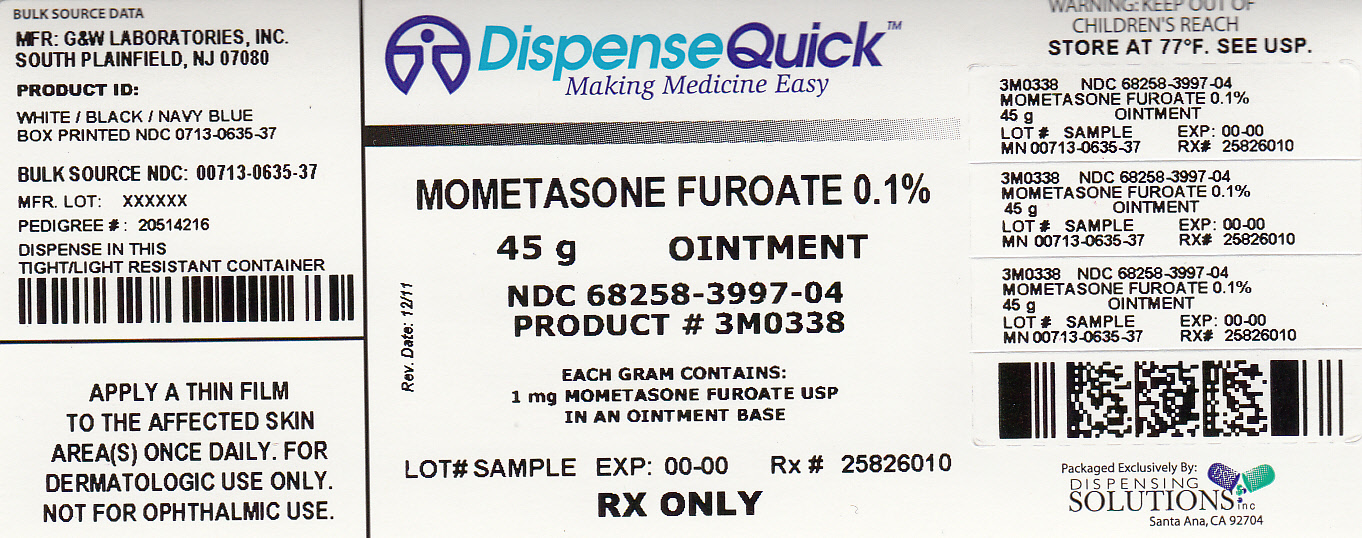 BULK SOURCE DATA
MFR: G&W LABORATORIES, INC.
SOUTH PLAINFIELD, NJ 07080
PRODUCT ID:
WHITE / BLACK / NAVY BLUE
BOX PRINTED NDC 0713-0635-37
BULK SOURCE NDC: 00713-0635-37
MFR. LOT: XXXXXX
PEDIGREE #: 20514216
DISPENSE IN THIS
TIGHT/LIGHT RESISTANT CONTAINER
APPLY A THIN FILM
TO THE AFFECTED SKIN
AREA(S) ONCE DAILY. FOR
DERMATOLOGIC USE ONLY.
NOT FOR OPHTHALMIC USE.
DispenseQuick™
Making Medicine Easy
MOMETASONE FUROATE 0.1%
45 g OINTMENT
NDC 68258-3997-04
PRODUCT # 3M0338
Rev. Date: 12/11
EACH GRAM CONTAINS:
1 mg MOMETASONE FUROATE USP
IN AN OINTMENT BASE
LOT# SAMPLE EXP: 00-00 Rx # 25826010
RX ONLY
WARNING: KEEP OUT OF
CHILDREN'S REACH
STORE AT 77°F. SEE USP.
3M0338 NDC 68258-3997-04
MOMETASONE FUROATE 0.1%
45 g OINTMENT
LOT # SAMPLE EXP: 00-00
MN 00713-0635-37 RX# 25826010
3M0338 NDC 68258-3997-04
MOMETASONE FUROATE 0.1%
45 g OINTMENT
LOT # SAMPLE EXP: 00-00
MN 00713-0635-37 RX# 25826010
3M0338 NDC 68258-3997-04
MOMETASONE FUROATE 0.1%
45 g OINTMENT
LOT # SAMPLE EXP: 00-00
MN 00713-0635-37 RX# 25826010
Packaged Exclusively By:
DISPENSING
SOLUTIONS inc
Santa Ana, CA 92704